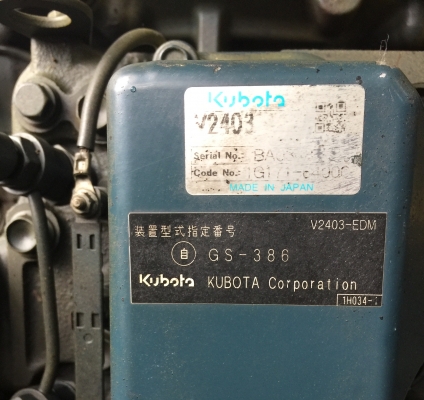 Kubota
V2403
Serial No.
Code No.
MADE IN JAPAN
装置型式指定番号 V2403-EDM
自 GS-386
Kubota KUBOTA Corporation